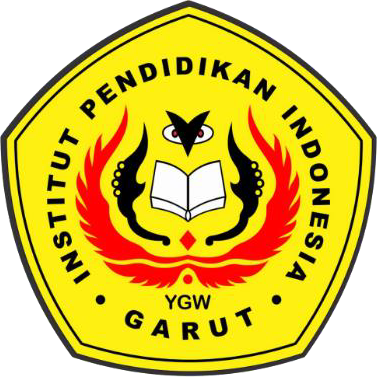 INSTITUT PENDIDIKAN INDONESIA
YGW
GARUT